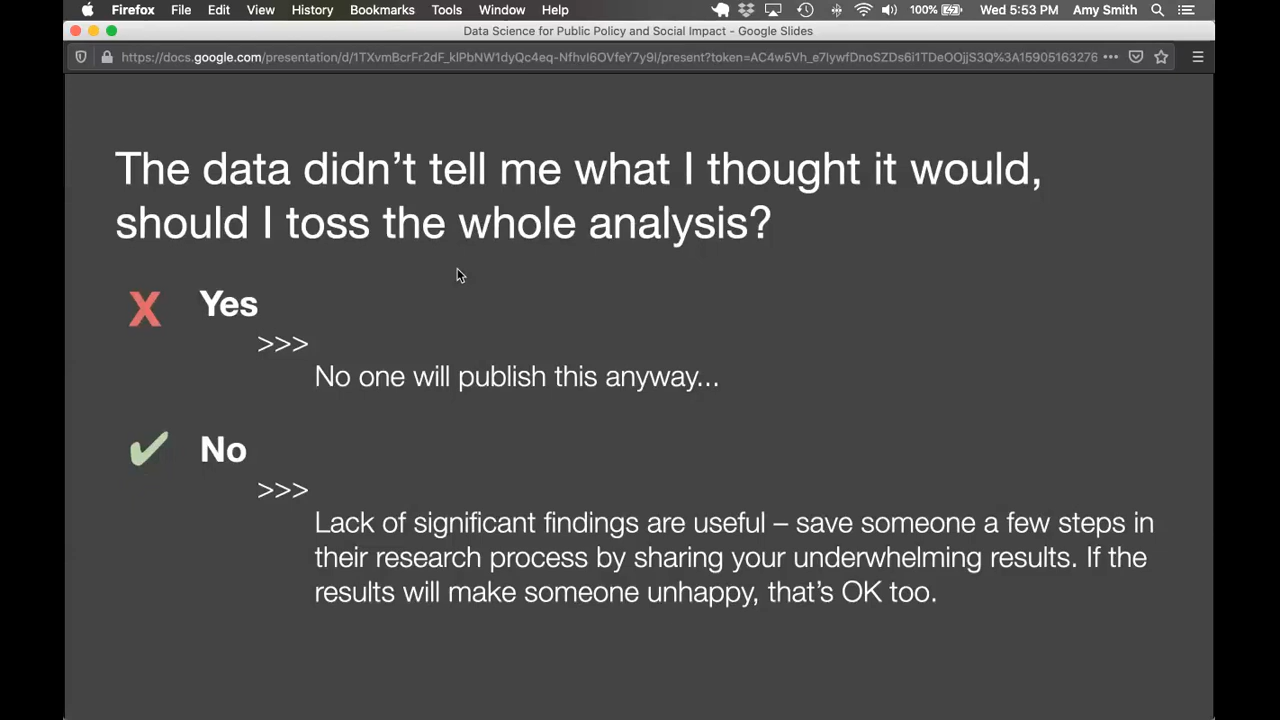 Firefox File Edit View History Bookmarks Tools Window Help 100% Wed 5:53 PM Amy Smith
Data Science for Public Policy and Social Impact - Google Slides
The data didn’t tell me what I thought it would,
should I toss the whole analysis?
X Yes
>>>
No one will publish this anyway...
✔ No
>>>
Lack of significant findings are useful – save someone a few steps in
their research process by sharing your underwhelming results. If the
results will make someone unhappy, that’s OK too.